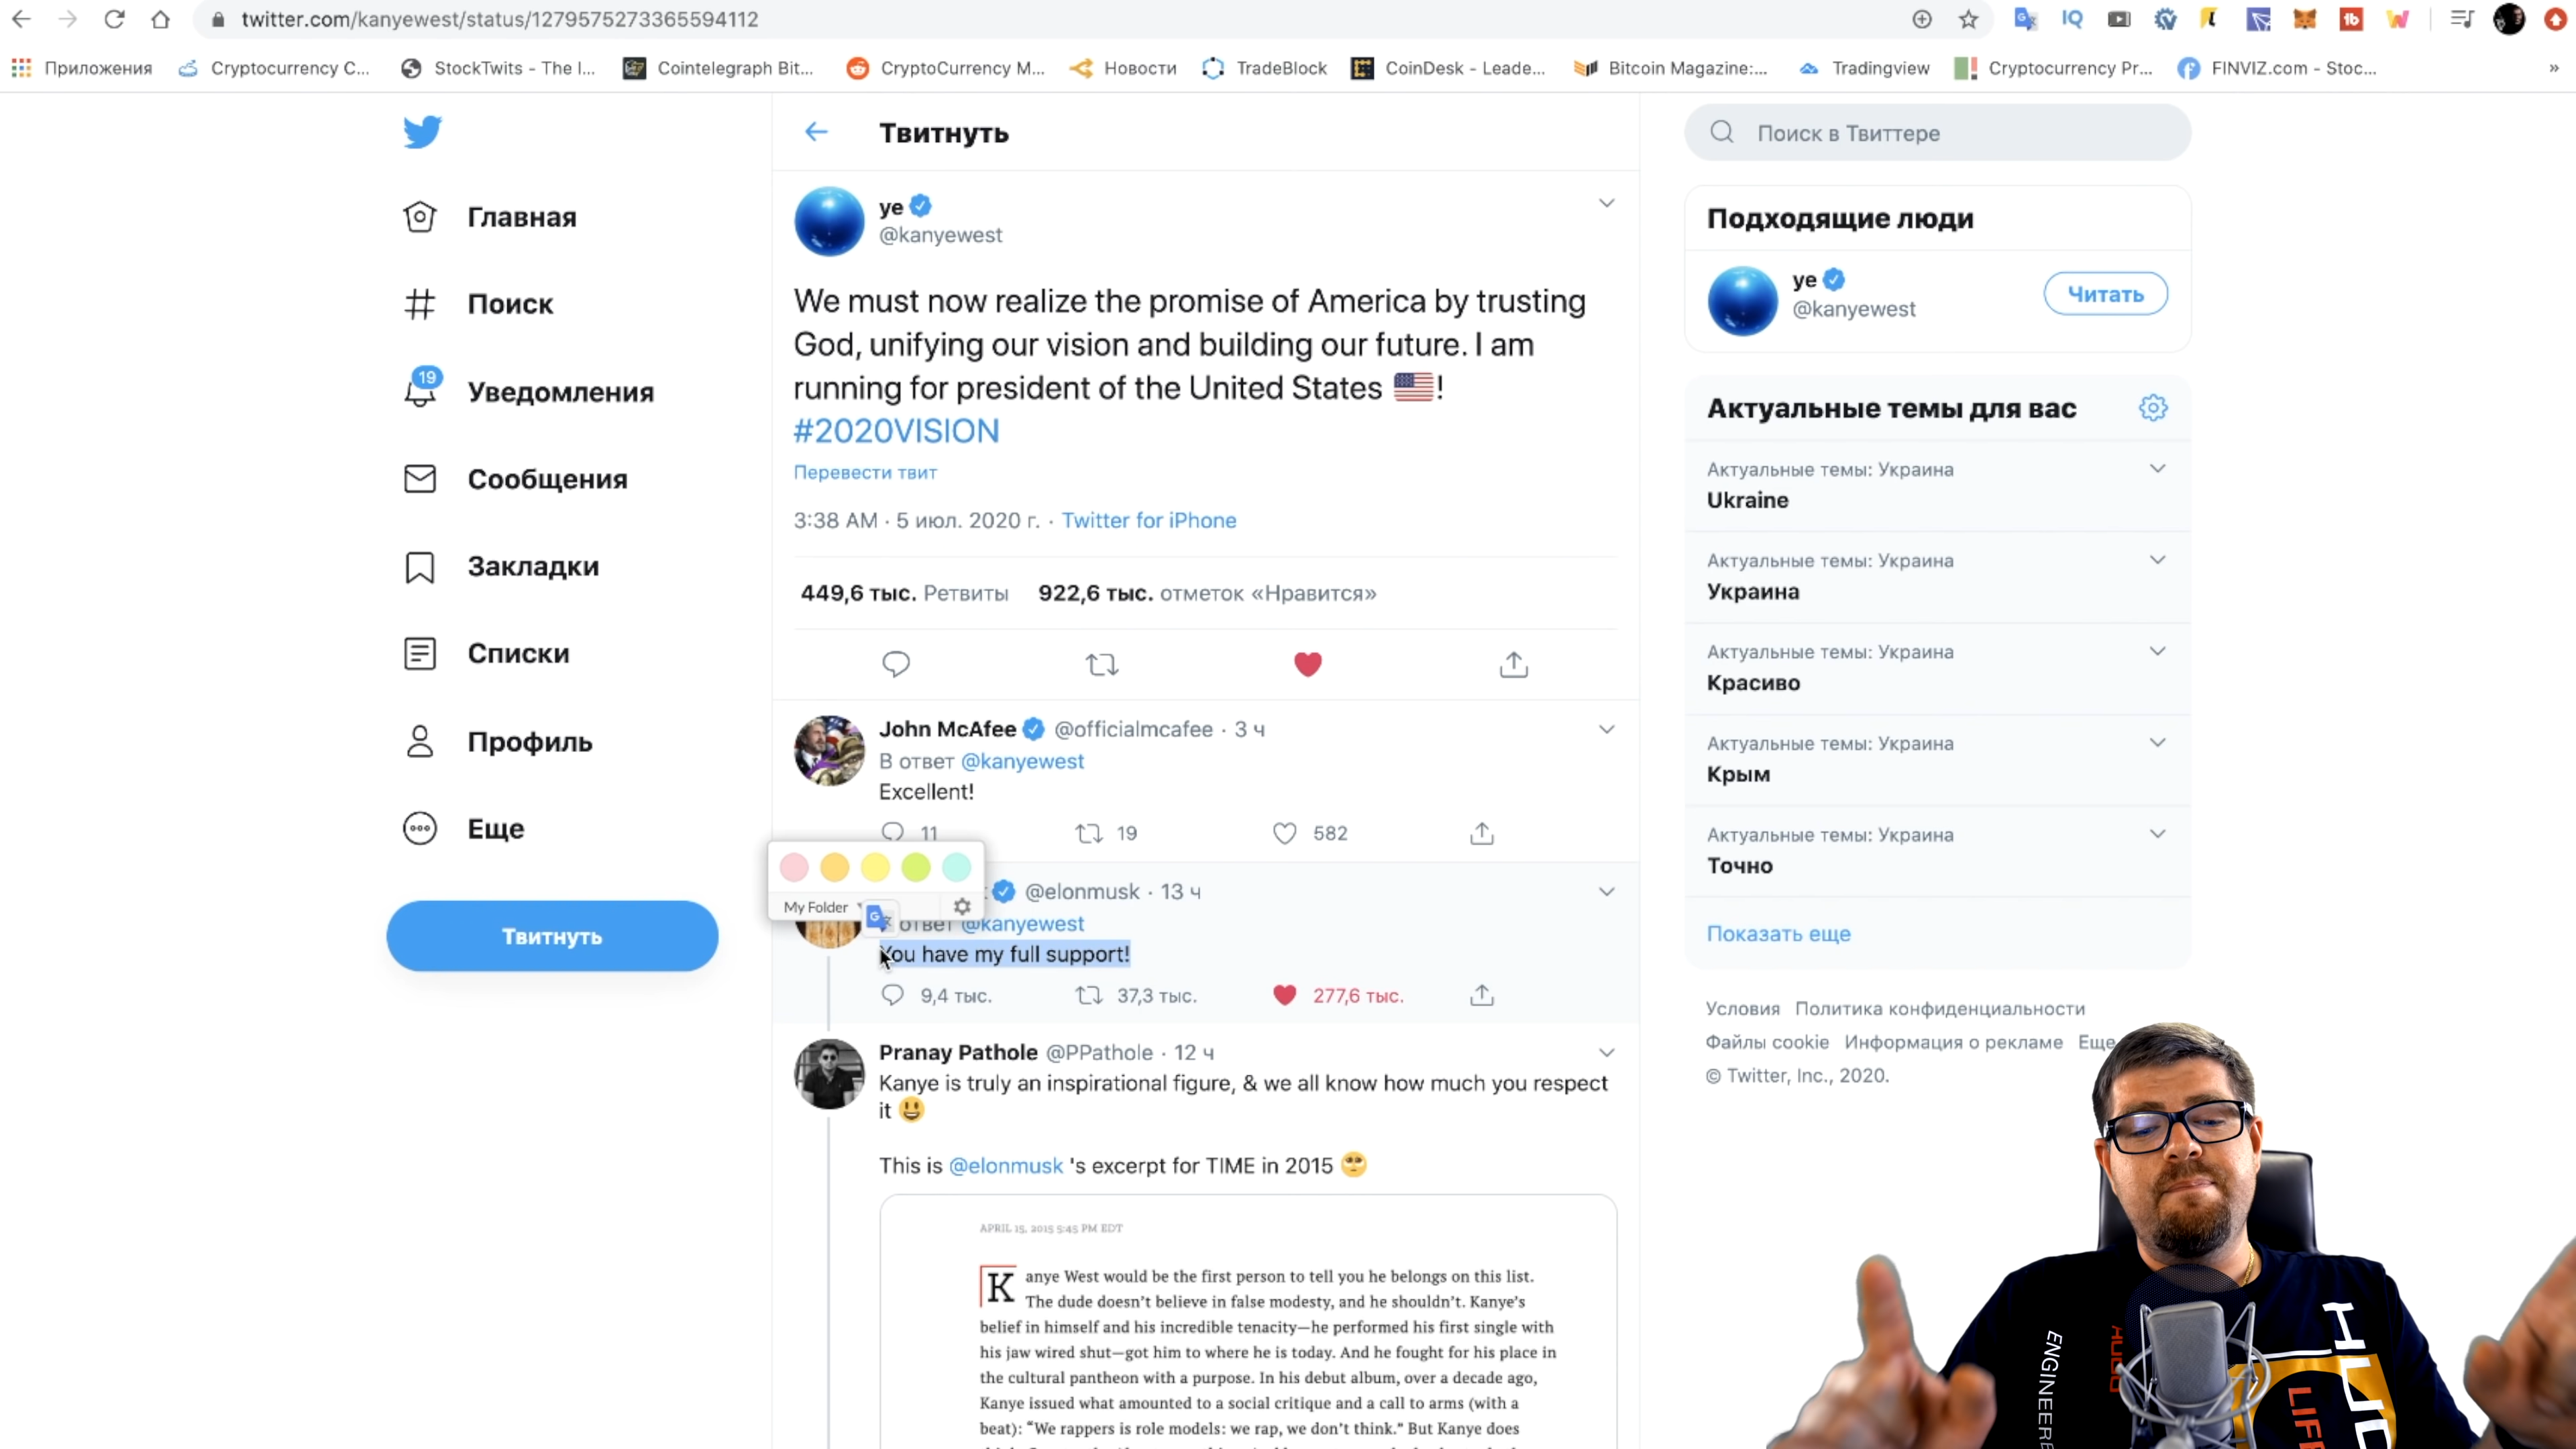 twitter.com/kanyewest/status/1279575273365594112
Приложения Cryptocurrency C... StockTwits - The I... Cointelegraph Bit... CryptoCurrency M... Новости TradeBlock CoinDesk - Leade... Bitcoin Magazine:... Tradingview Cryptocurrency Pr... FINVIZ.com - Stoc... »
Главная
Поиск
19
Уведомления
Сообщения
Закладки
Списки
Профиль
Еще
Твитнуть
Твитнуть
ye
@kanyewest
We must now realize the promise of America by trusting
God, unifying our vision and building our future. I am
running for president of the United States 🇺🇸!
#2020VISION
Перевести твит
3:38 AM · 5 июл. 2020 г. · Twitter for iPhone
449,6 тыс. Ретвиты 922,6 тыс. отметок «Нравится»
John McAfee @officialmcafee · 3 ч
В ответ @kanyewest
Excellent!
11 19 582
My Folder
@elonmusk · 13 ч
ответ @kanyewest
You have my full support!
9,4 тыс. 37,3 тыс. 277,6 тыс.
Pranay Pathole @PPathole · 12 ч
Kanye is truly an inspirational figure, & we all know how much you respect
it 😃
This is @elonmusk 's excerpt for TIME in 2015 🙄
APRIL 15, 2015 5:45 PM EDT
Kanye West would be the first person to tell you he belongs on this list.
The dude doesn't believe in false modesty, and he shouldn't. Kanye's
belief in himself and his incredible tenacity—he performed his first single with
his jaw wired shut—got him to where he is today. And he fought for his place in
the cultural pantheon with a purpose. In his debut album, over a decade ago,
Kanye issued what amounted to a social critique and a call to arms (with a
beat): "We rappers is role models: we rap, we don't think." But Kanye does
Поиск в Твиттере
Подходящие люди
ye
@kanyewest
Читать
Актуальные темы для вас
Актуальные темы: Украина
Ukraine
Актуальные темы: Украина
Украина
Актуальные темы: Украина
Красиво
Актуальные темы: Украина
Крым
Актуальные темы: Украина
Точно
Показать еще
Условия Политика конфиденциальности
Файлы cookie Информация о рекламе Еще
© Twitter, Inc., 2020.